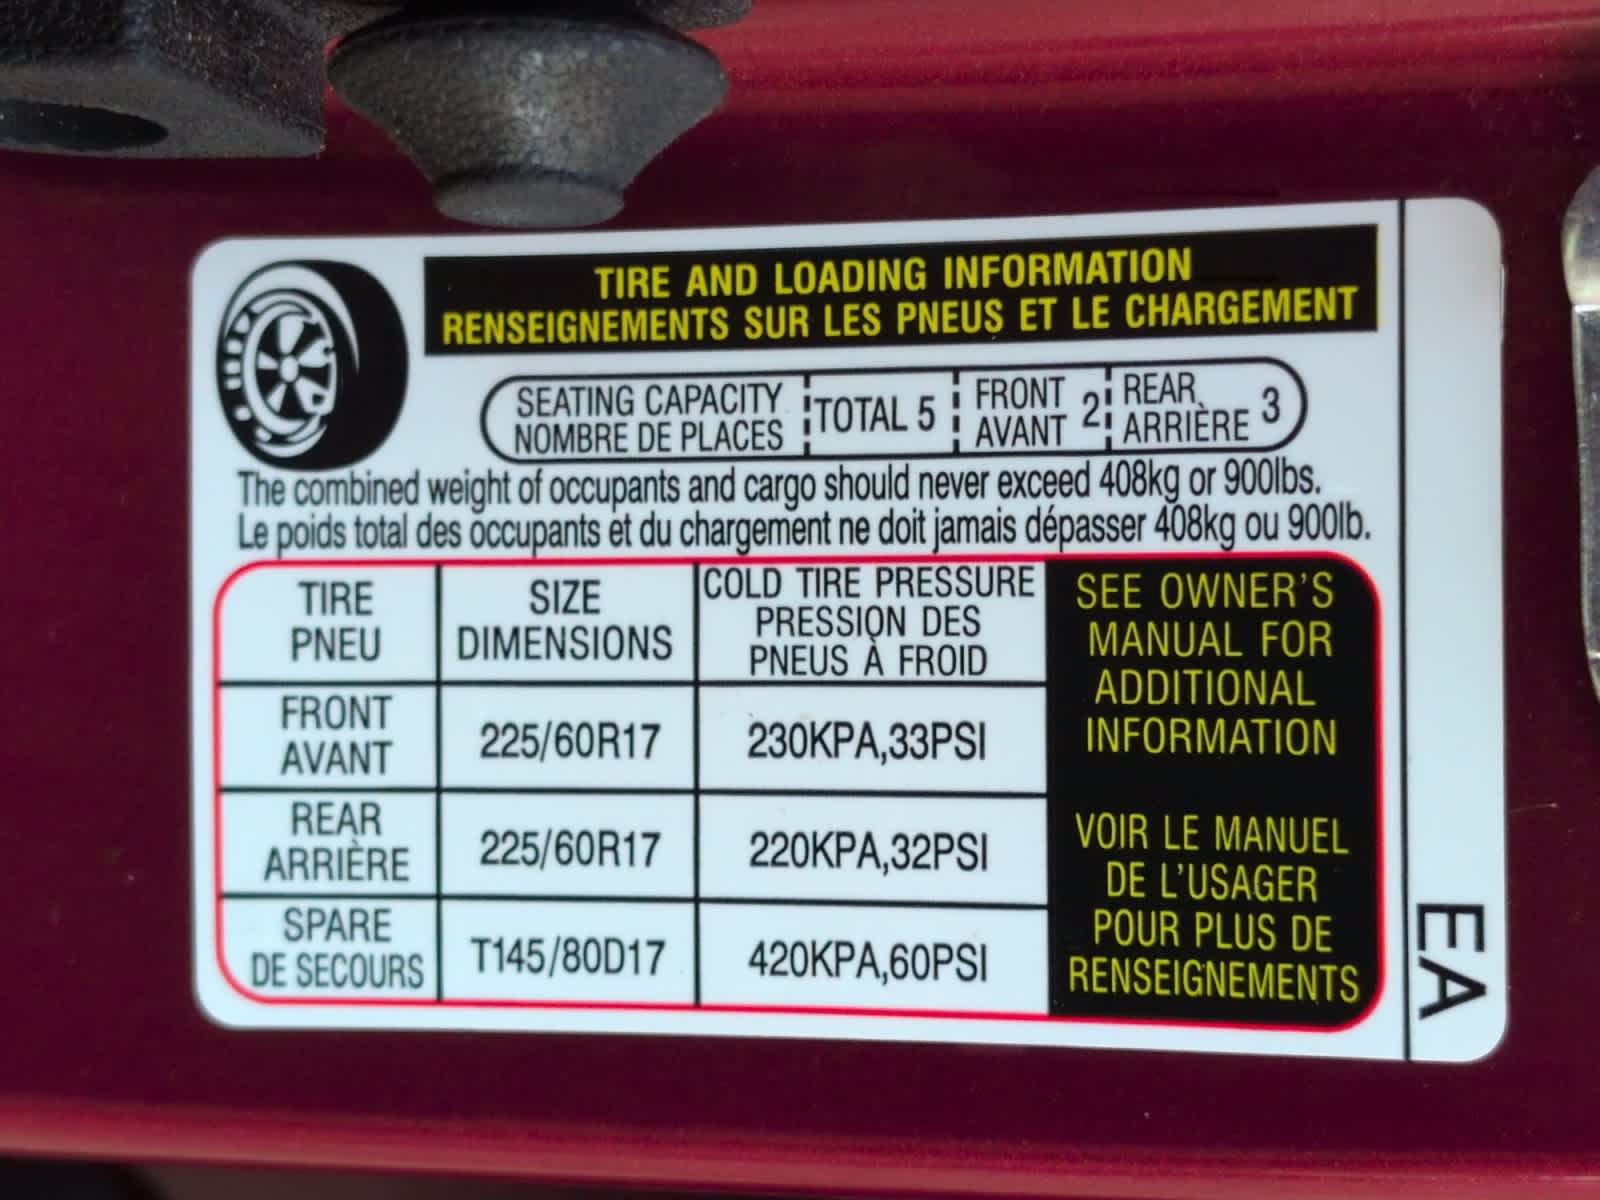 TIRE AND LOADING INFORMATION
RENSEIGNEMENTS SUR LES PNEUS ET LE CHARGEMENT
SEATING CAPACITY
NOMBRE DE PLACES
TOTAL 5
FRONT
AVANT
2
REAR
ARRIÈRE
3
The combined weight of occupants and cargo should never exceed 408kg or 900lbs.
Le poids total des occupants et du chargement ne doit jamais dépasser 408kg ou 900lb.
TIRE
PNEU
SIZE
DIMENSIONS
COLD TIRE PRESSURE
PRESSION DES
PNEUS À FROID
FRONT
AVANT
225/60R17
230KPA,33PSI
REAR
ARRIÈRE
225/60R17
220KPA,32PSI
SPARE
DE SECOURS
T145/80D17
420KPA,60PSI
SEE OWNER'S
MANUAL FOR
ADDITIONAL
INFORMATION
VOIR LE MANUEL
DE L'USAGER
POUR PLUS DE
RENSEIGNEMENTS
EA